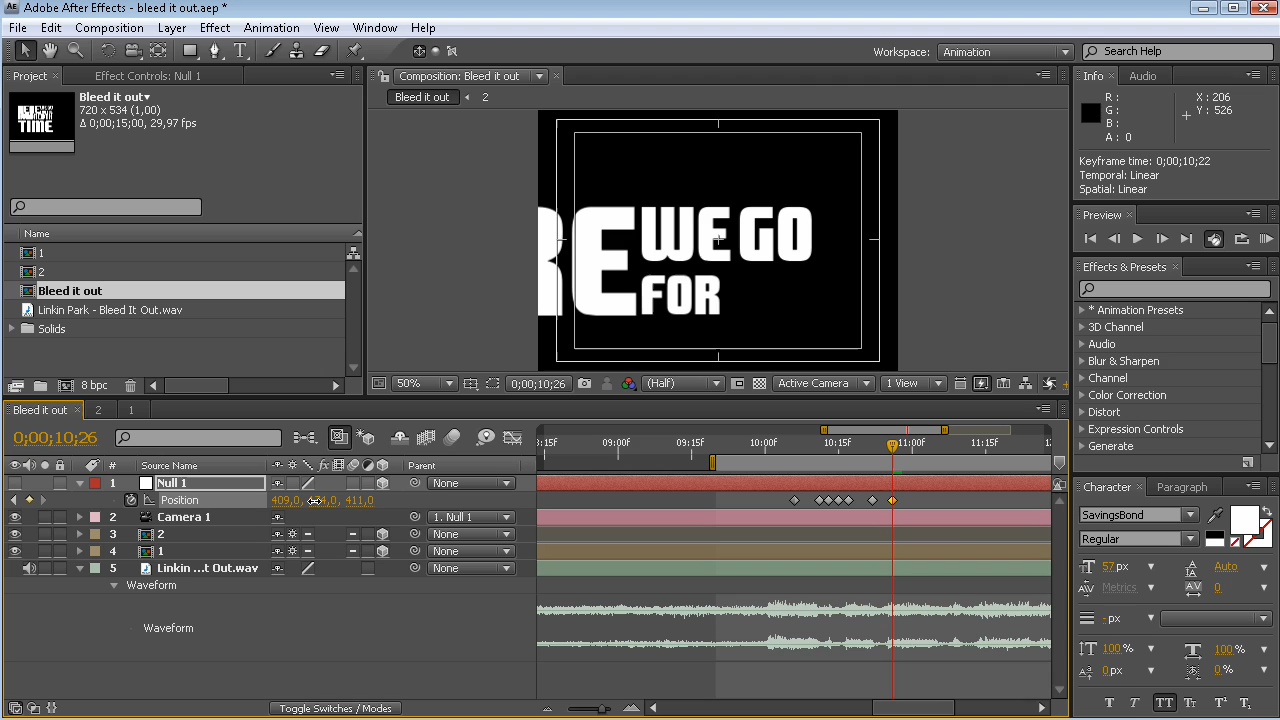 Adobe After Effects - bleed it out.aep *
File Edit Composition Layer Effect Animation View Window Help
Workspace: Animation
Search Help
Project
Effect Controls: Null 1
Bleed it out
720 x 534 (1,00)
Δ 0;00;15;00, 29,97 fps
Name
1
2
Bleed it out
Linkin Park - Bleed It Out.wav
Solids
8 bpc
Composition: Bleed it out
Bleed it out
2
RE WE GO
FOR
50%
0;00;10;26
(Half)
Active Camera
1 View
Info
Audio
R :
G :
B :
A : 0
X : 206
Y : 526
Keyframe time: 0;00;10;22
Temporal: Linear
Spatial: Linear
Preview
Effects & Presets
* Animation Presets
3D Channel
Audio
Blur & Sharpen
Channel
Color Correction
Distort
Expression Controls
Generate
Character
Paragraph
SavingsBond
Regular
57 px
Auto
Metrics
0
- px
100 %
100 %
0 px
0 %
T T TT Tt T¹ T₁
Bleed it out
2
1
0;00;10;26
:15f 09:00f 09:15f 10:00f 10:15f 11:00f 11:15f
# Source Name Parent
1 Null 1 None
Position 409,0, 411,0
2 Camera 1 1. Null 1
3 2 None
4 1 None
5 Linkin ...t Out.wav None
Waveform
Waveform
Toggle Switches / Modes